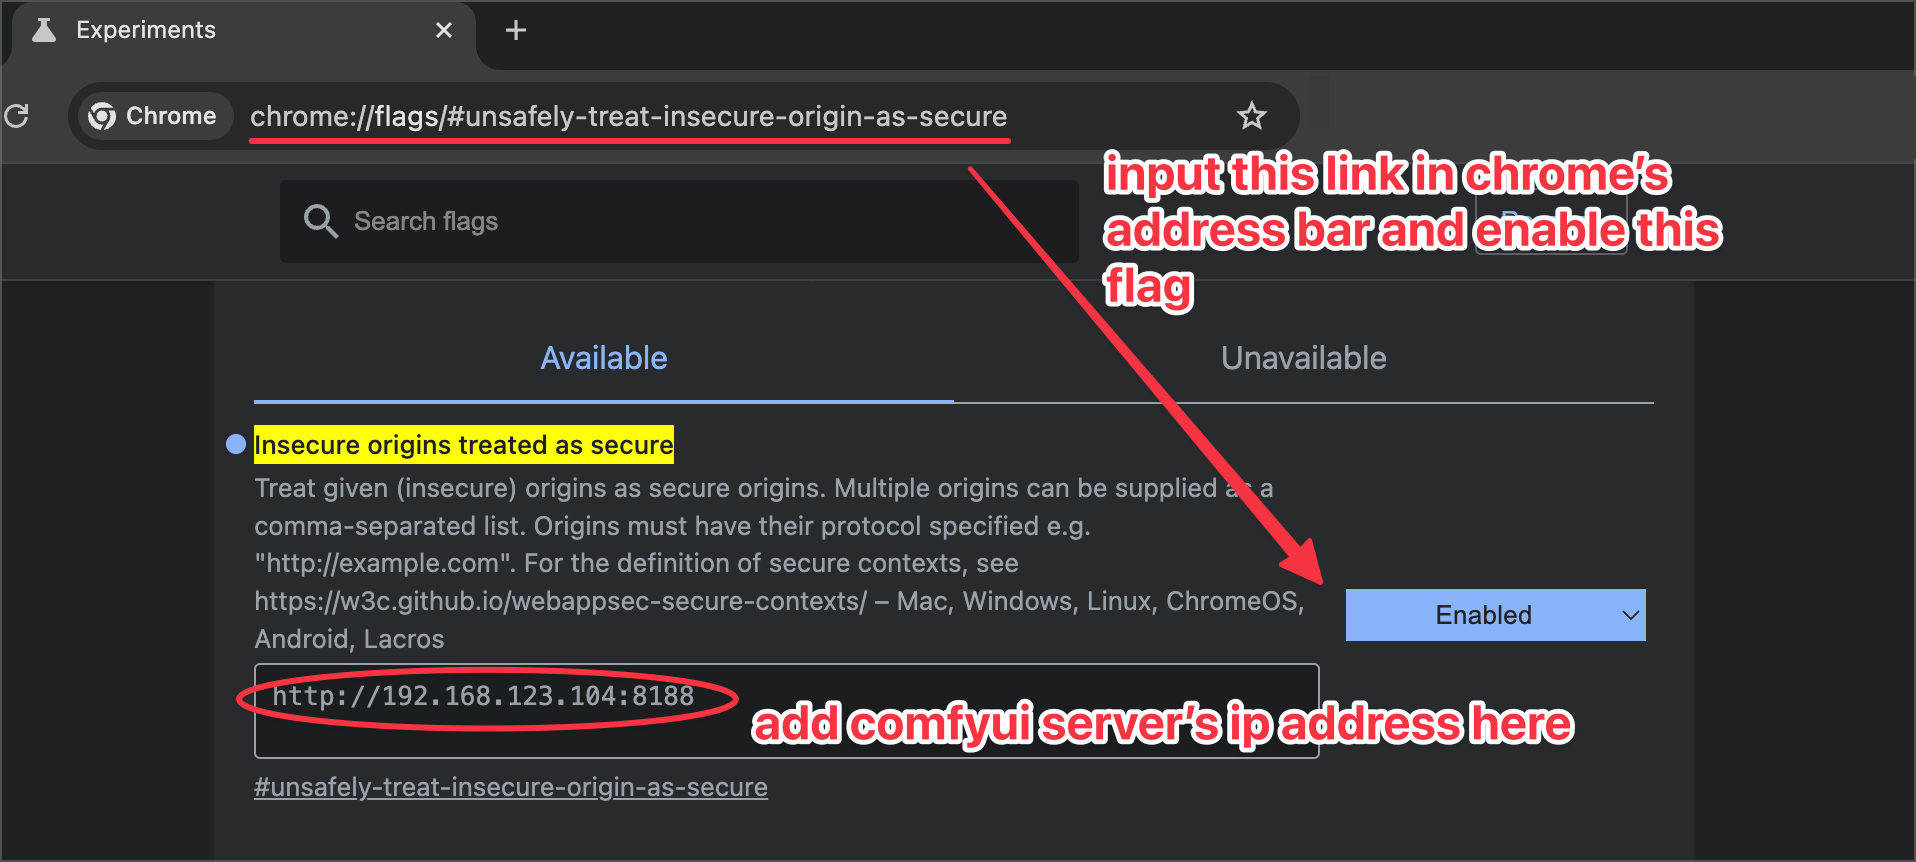 Experiments
Chrome
chrome://flags/#unsafely-treat-insecure-origin-as-secure
input this link in chrome's
address bar and enable this
flag
Search flags
Available
Unavailable
Insecure origins treated as secure
Treat given (insecure) origins as secure origins. Multiple origins can be supplied as a
comma-separated list. Origins must have their protocol specified e.g.
"http://example.com". For the definition of secure contexts, see
https://w3c.github.io/webappsec-secure-contexts/ – Mac, Windows, Linux, ChromeOS,
Android, Lacros
Enabled
http://192.168.123.104:8188
add comfyui server's ip address here
#unsafely-treat-insecure-origin-as-secure